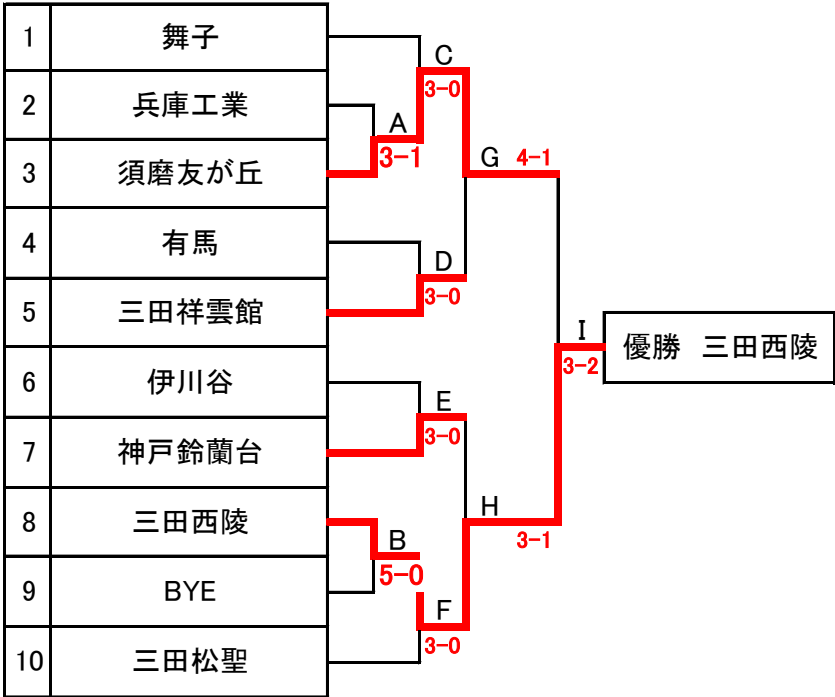 1 舞子
2 兵庫工業
3 須磨友が丘
4 有馬
5 三田祥雲館
6 伊川谷
7 神戸鈴蘭台
8 三田西陵
9 BYE
10 三田松聖
A
3-1
B
5-0
C
3-0
D
3-0
E
3-0
F
3-0
G 4-1
H
3-1
I
3-2
優勝 三田西陵